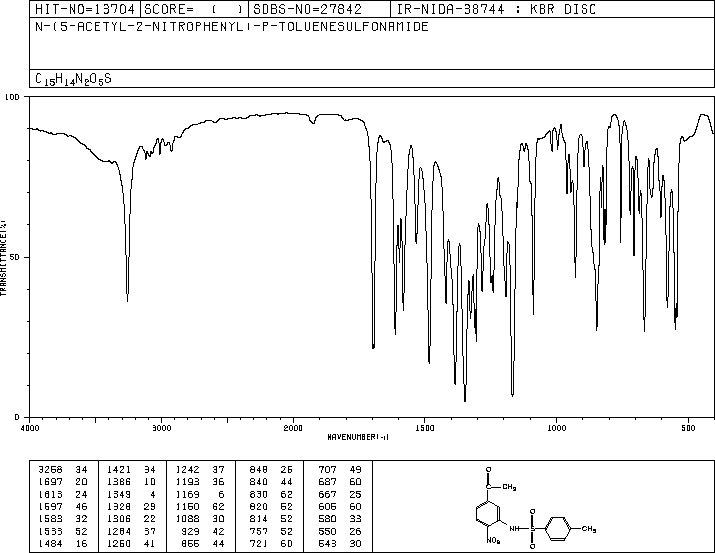 HIT-NO=13704 SCORE= ( ) SDBS-NO=27842 IR-NIDA-38744 : KBR DISC
N-(5-ACETYL-2-NITROPHENYL)-P-TOLUENESULFONAMIDE
C15H14N2O5S
100
50
0
TRANSMITTANCE(%)
4000 3000 2000 1500 1000 500
WAVENUMBER(-1)
3258 34 1421 34 1242 37 848 26 707 49
1697 20 1386 10 1193 36 840 44 687 60
1613 24 1349 4 1169 6 830 62 667 25
1597 46 1328 29 1150 62 820 52 605 60
1583 32 1306 22 1088 30 814 52 580 33
1533 52 1284 37 929 42 757 52 550 26
1484 16 1260 41 855 44 721 60 543 30
O
C CH3
O
NH S CH3
NO2 O